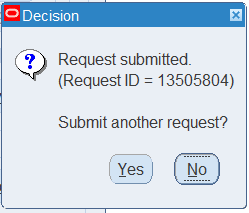 Decision
Request submitted.
(Request ID = 13505804)
Submit another request?
Yes No